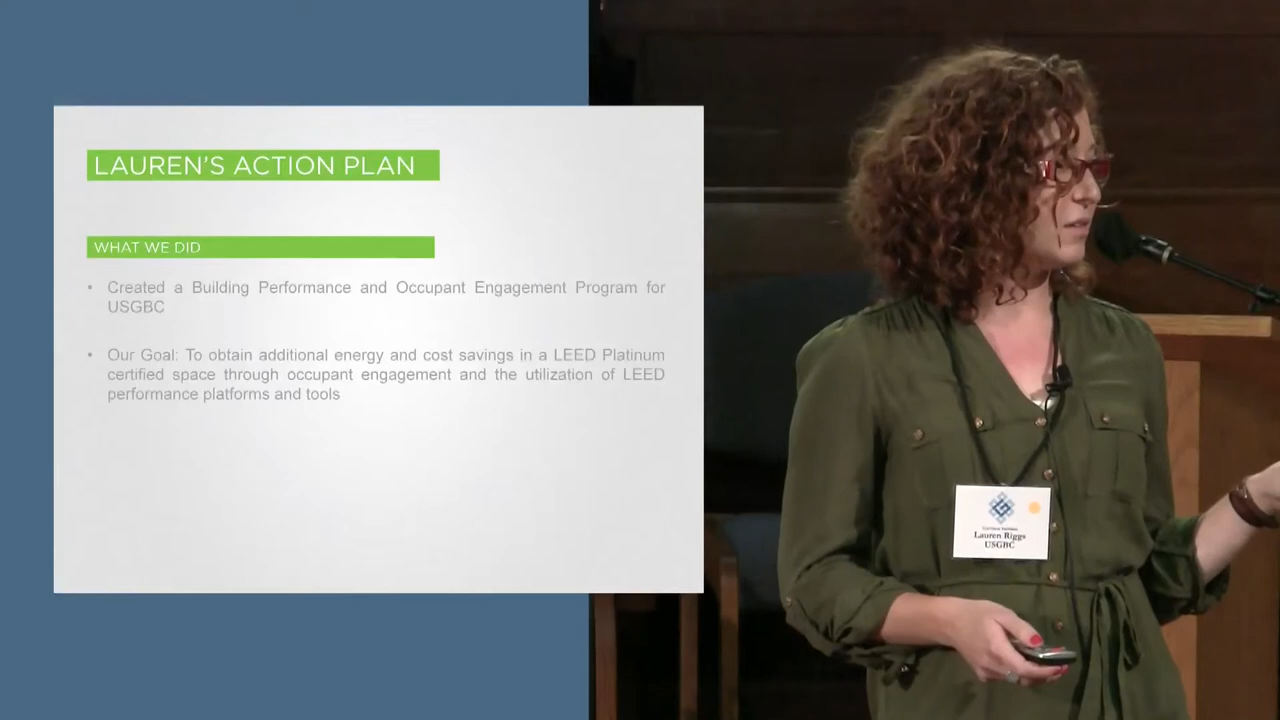 LAUREN'S ACTION PLAN
WHAT WE DID
• Created a Building Performance and Occupant Engagement Program for
USGBC
• Our Goal: To obtain additional energy and cost savings in a LEED Platinum
certified space through occupant engagement and the utilization of LEED
performance platforms and tools
Lauren Riggs
USGBC